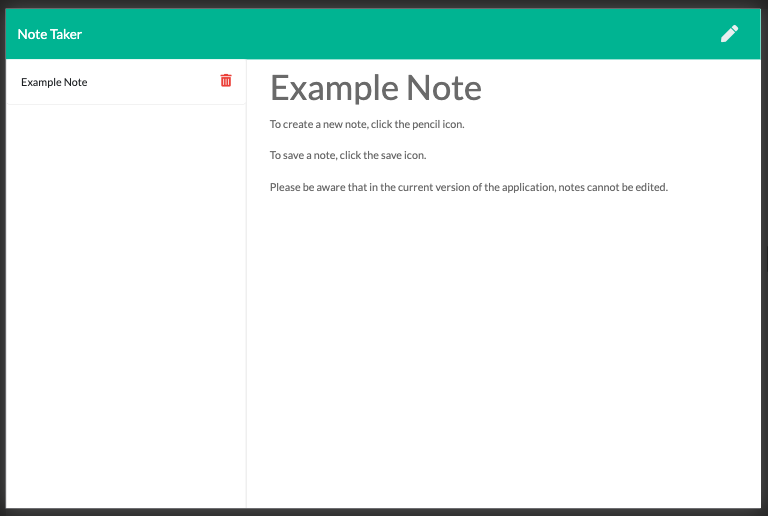 Note Taker
Example Note
Example Note
To create a new note, click the pencil icon.
To save a note, click the save icon.
Please be aware that in the current version of the application, notes cannot be edited.